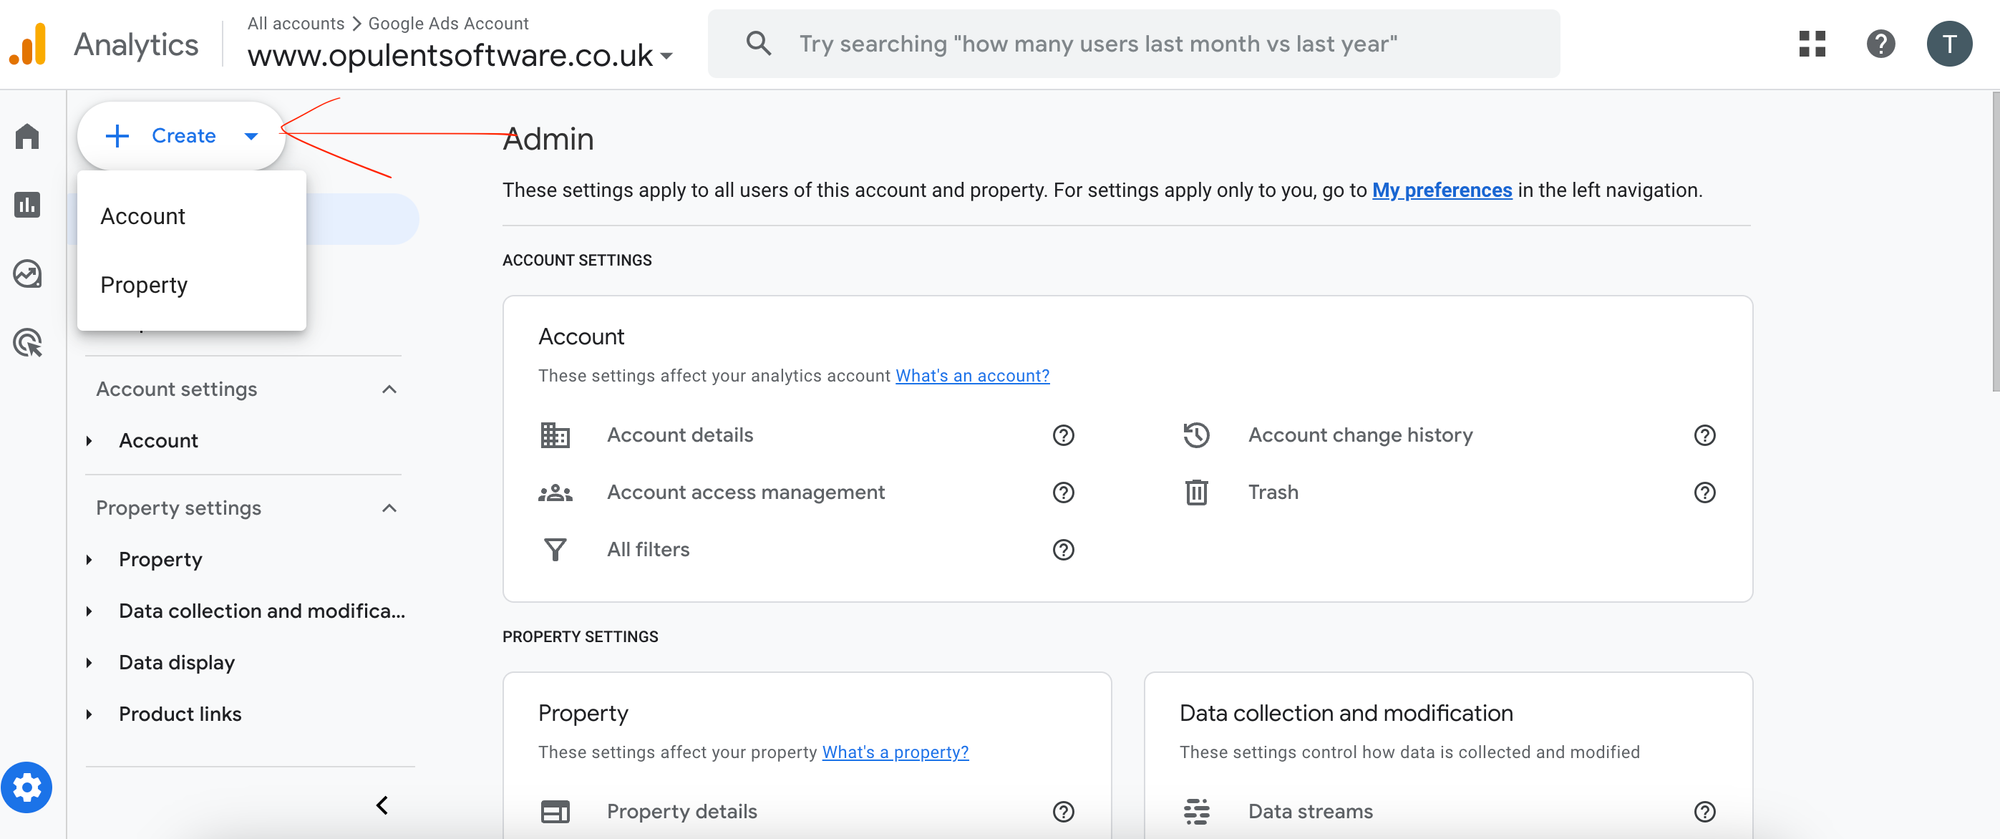 Analytics
All accounts > Google Ads Account
www.opulentsoftware.co.uk
Try searching "how many users last month vs last year"
T
Create
Account
Property
Account settings
Account
Property settings
Property
Data collection and modifica...
Data display
Product links
Admin
These settings apply to all users of this account and property. For settings apply only to you, go to My preferences in the left navigation.
ACCOUNT SETTINGS
Account
These settings affect your analytics account What's an account?
Account details
Account change history
Account access management
Trash
All filters
PROPERTY SETTINGS
Property
These settings affect your property What's a property?
Property details
Data collection and modification
These settings control how data is collected and modified
Data streams